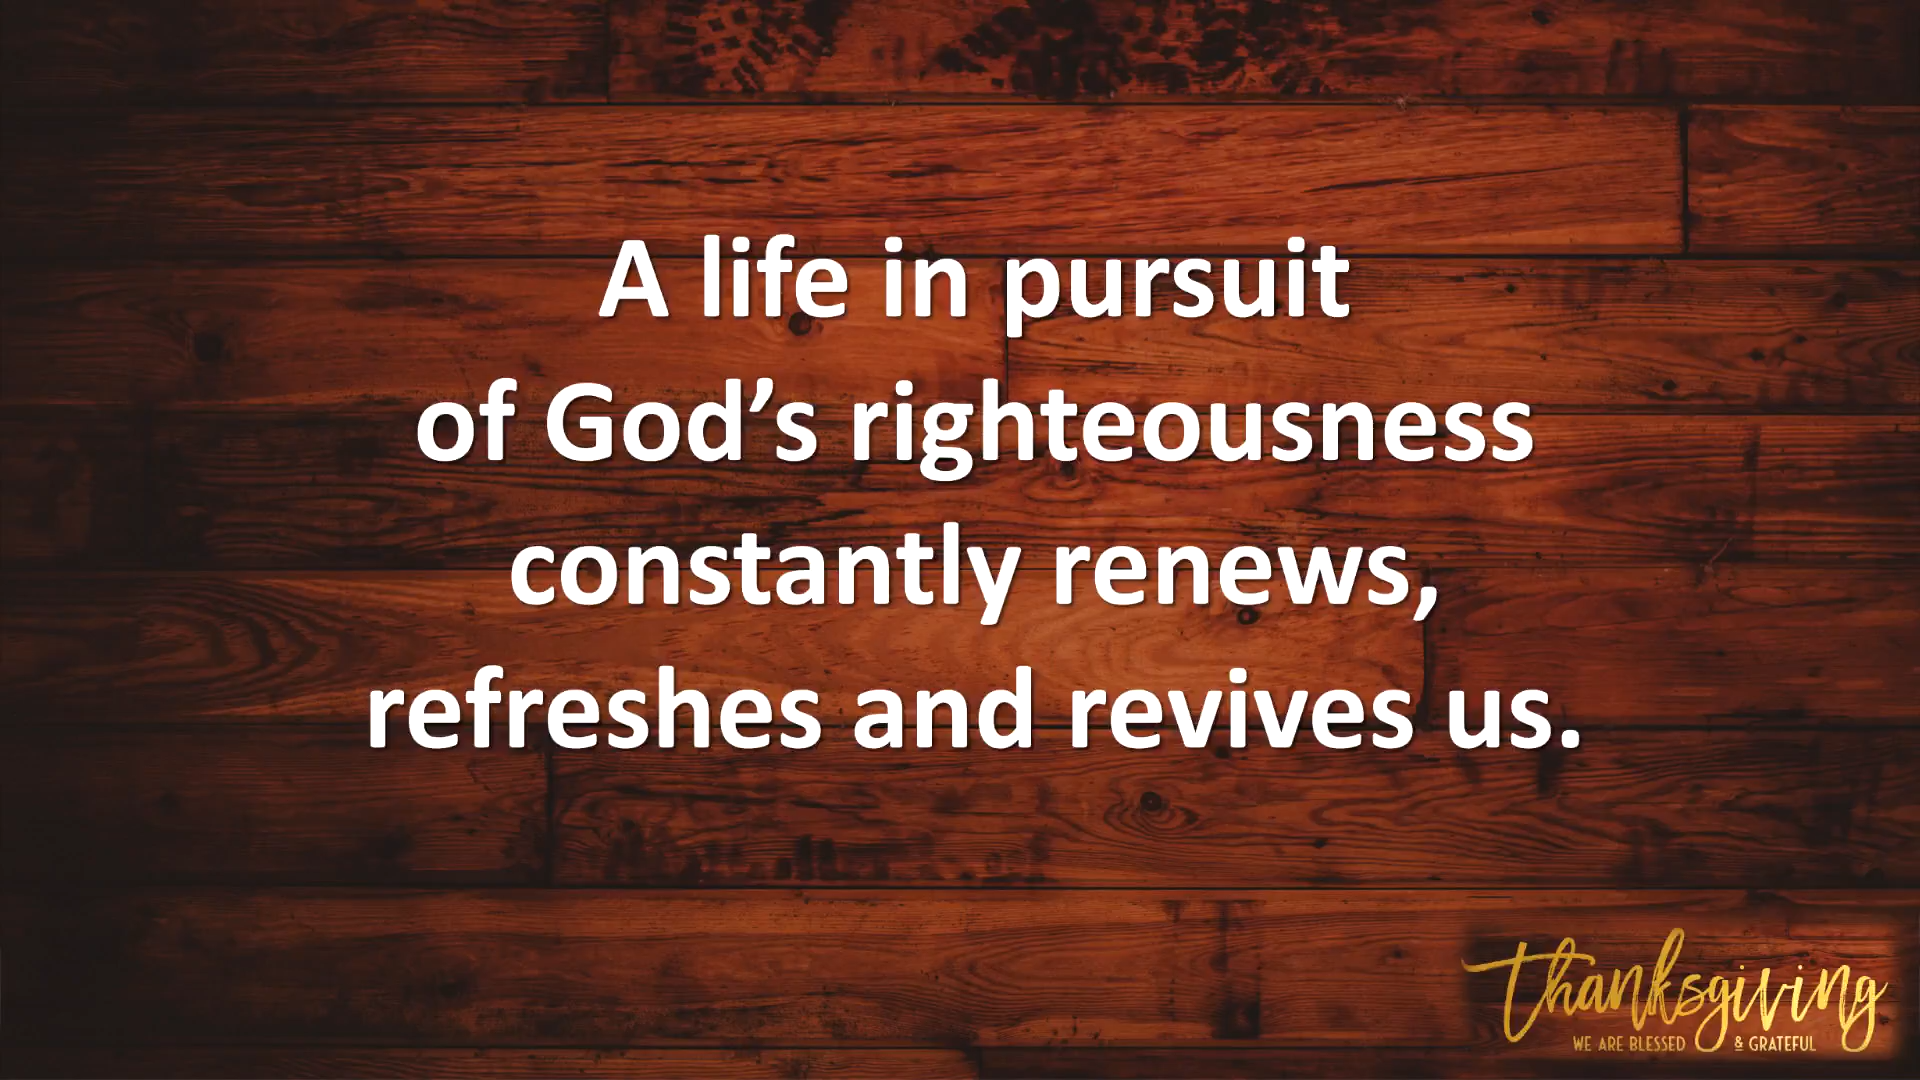 A life in pursuit
of God’s righteousness
constantly renews,
refreshes and revives us.
thanksgiving
WE ARE BLESSED & GRATEFUL